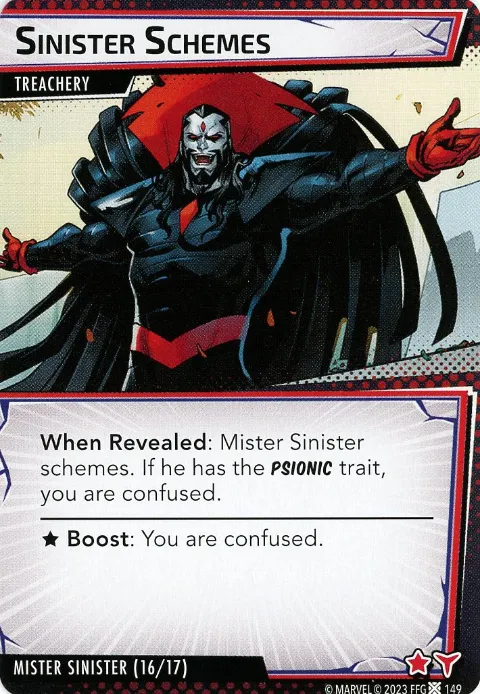 SINISTER SCHEMES
TREACHERY
When Revealed: Mister Sinister
schemes. If he has the PSIONIC trait,
you are confused.
★ Boost: You are confused.
MISTER SINISTER (16/17)
© MARVEL © 2023 FFG 149